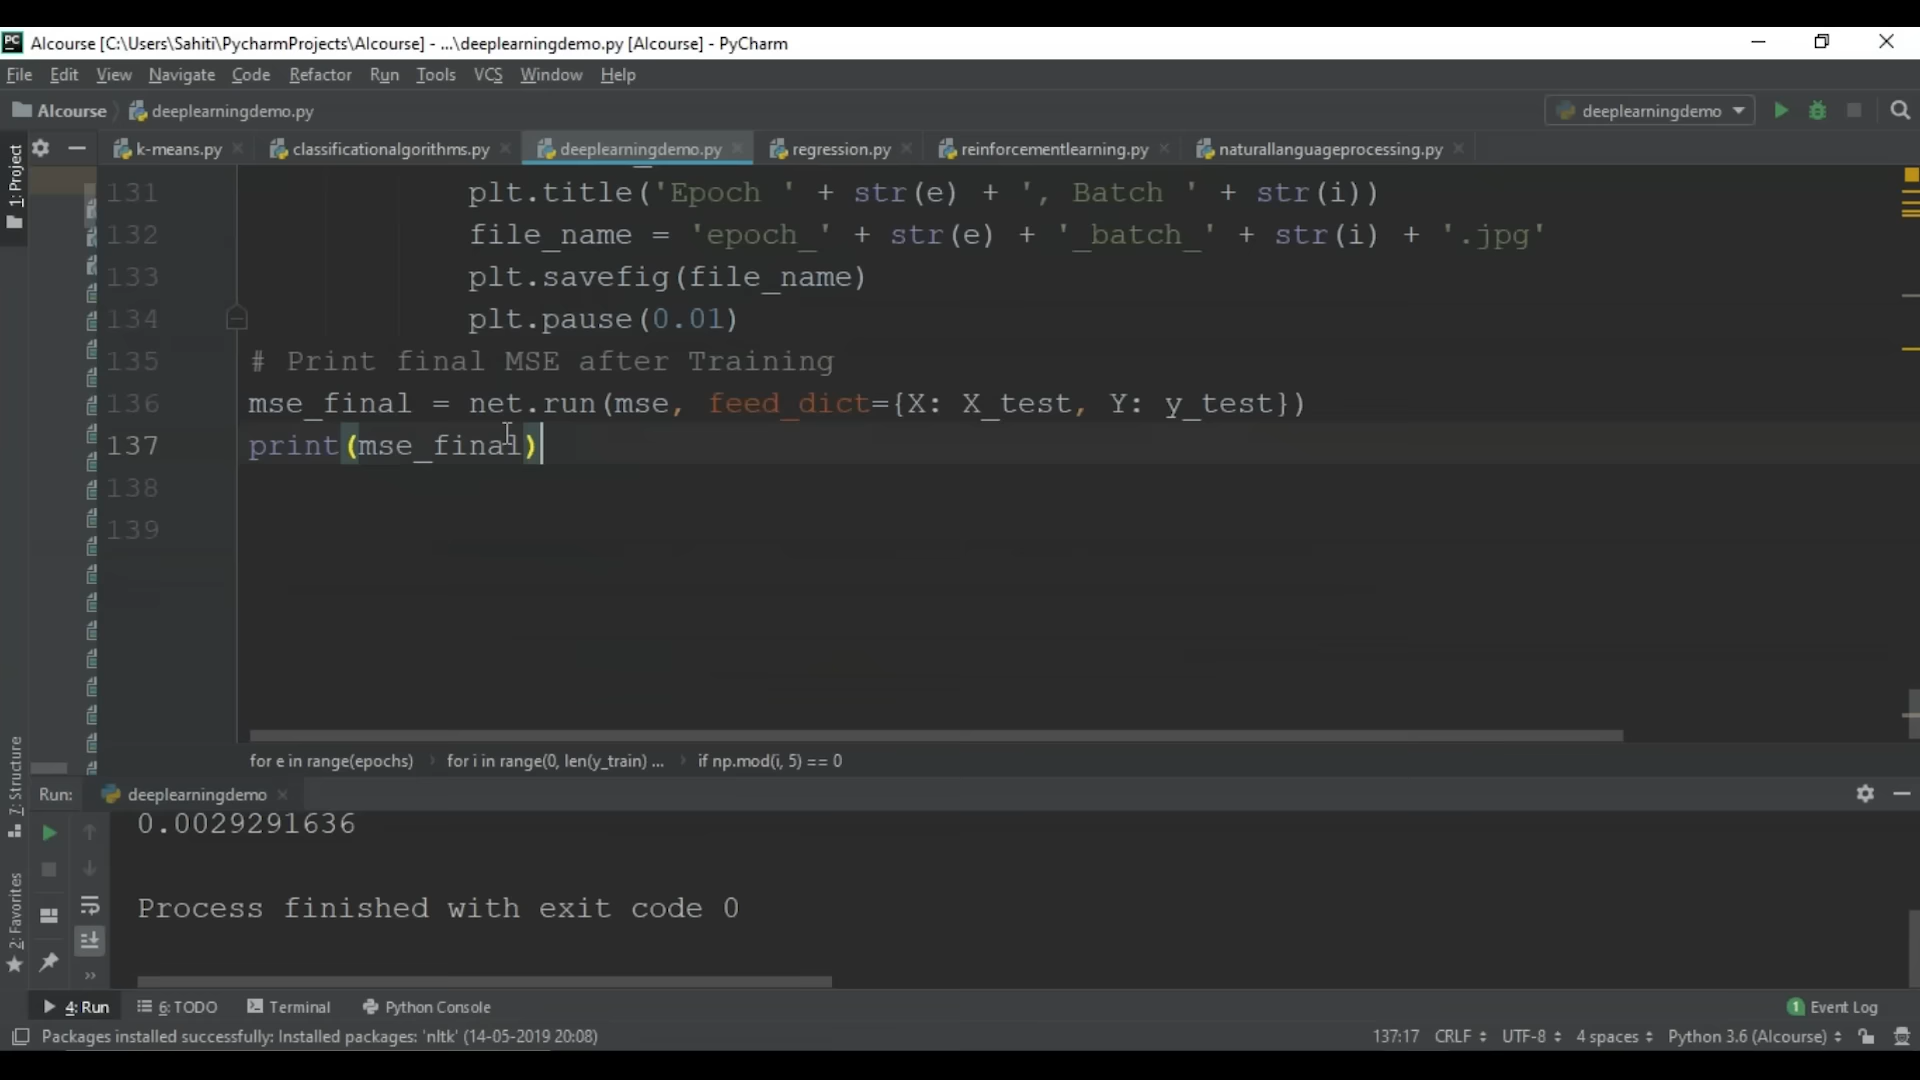 PC AIcourse [C:\Users\Sahiti\PycharmProjects\AIcourse] - ...\deeplearningdemo.py [AIcourse] - PyCharm
File Edit View Navigate Code Refactor Run Tools VCS Window Help
AIcourse deeplearningdemo.py deeplearningdemo
1: Project k-means.py classificationalgorithms.py deeplearningdemo.py regression.py reinforcementlearning.py naturallanguageprocessing.py
131 plt.title('Epoch ' + str(e) + ', Batch ' + str(i))
132 file_name = 'epoch_' + str(e) + '_batch_' + str(i) + '.jpg'
133 plt.savefig(file_name)
134 plt.pause(0.01)
135 # Print final MSE after Training
136 mse_final = net.run(mse, feed_dict={X: X_test, Y: y_test})
137 print(mse_final)
138
139
for e in range(epochs) for i in range(0, len(y_train) ... if np.mod(i, 5) == 0
7: Structure
Run: deeplearningdemo
0.0029291636
Process finished with exit code 0
2: Favorites
4: Run 6: TODO Terminal Python Console 1 Event Log
Packages installed successfully: Installed packages: 'nltk' (14-05-2019 20:08) 137:17 CRLF UTF-8 4 spaces Python 3.6 (AIcourse)